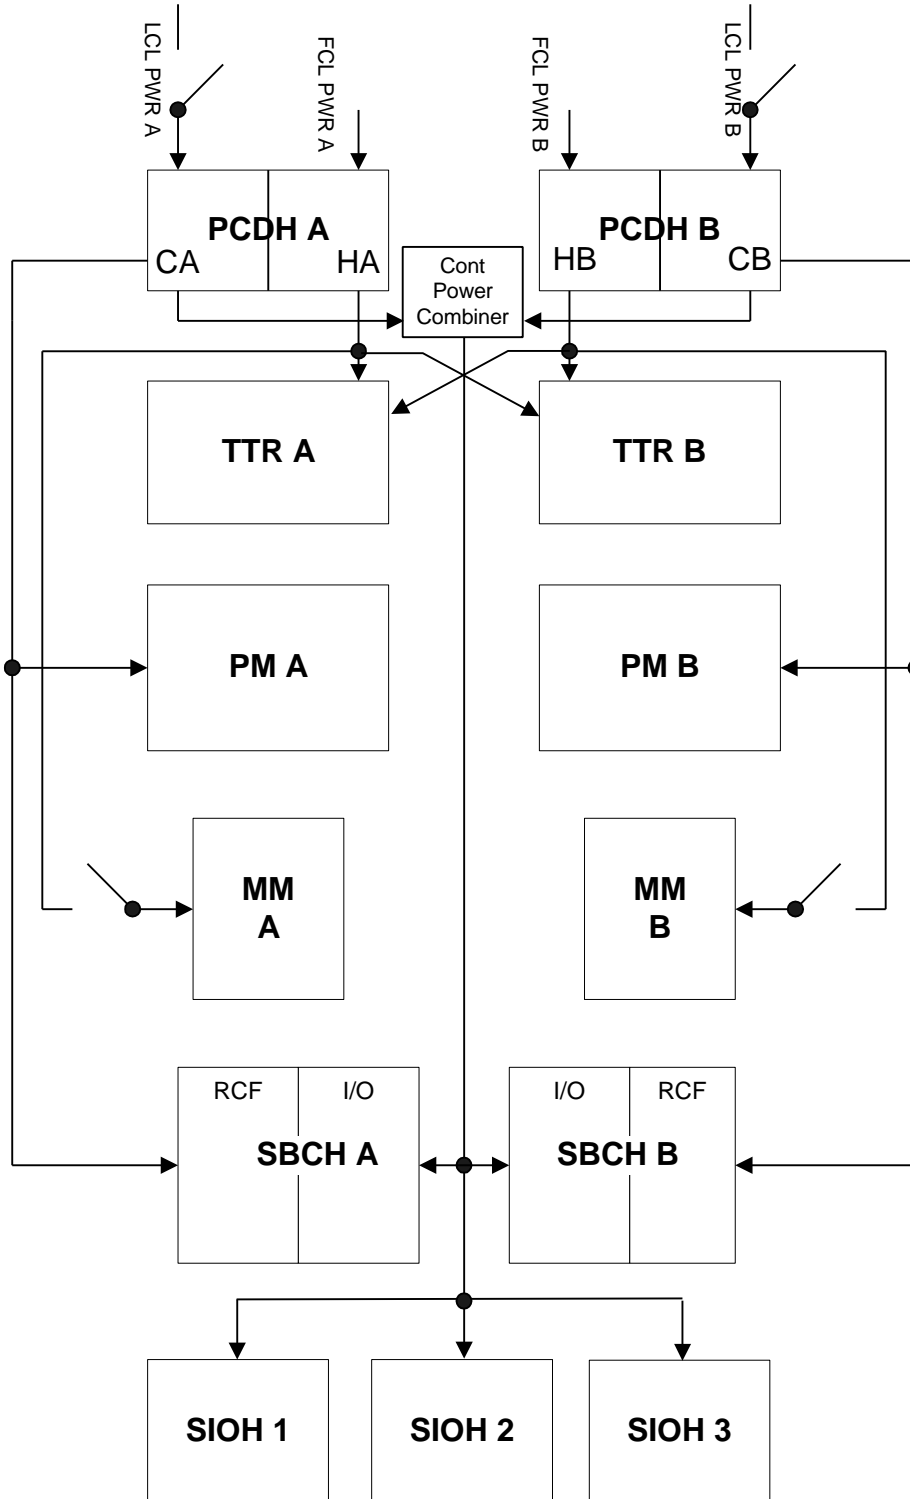 LCL PWR A
FCL PWR A
FCL PWR B
LCL PWR B
PCDH A
PCDH B
CA
HA
HB
CB
Cont
Power
Combiner
TTR A
TTR B
PM A
PM B
MM
A
MM
B
RCF
I/O
I/O
RCF
SBCH A
SBCH B
SIOH 1
SIOH 2
SIOH 3